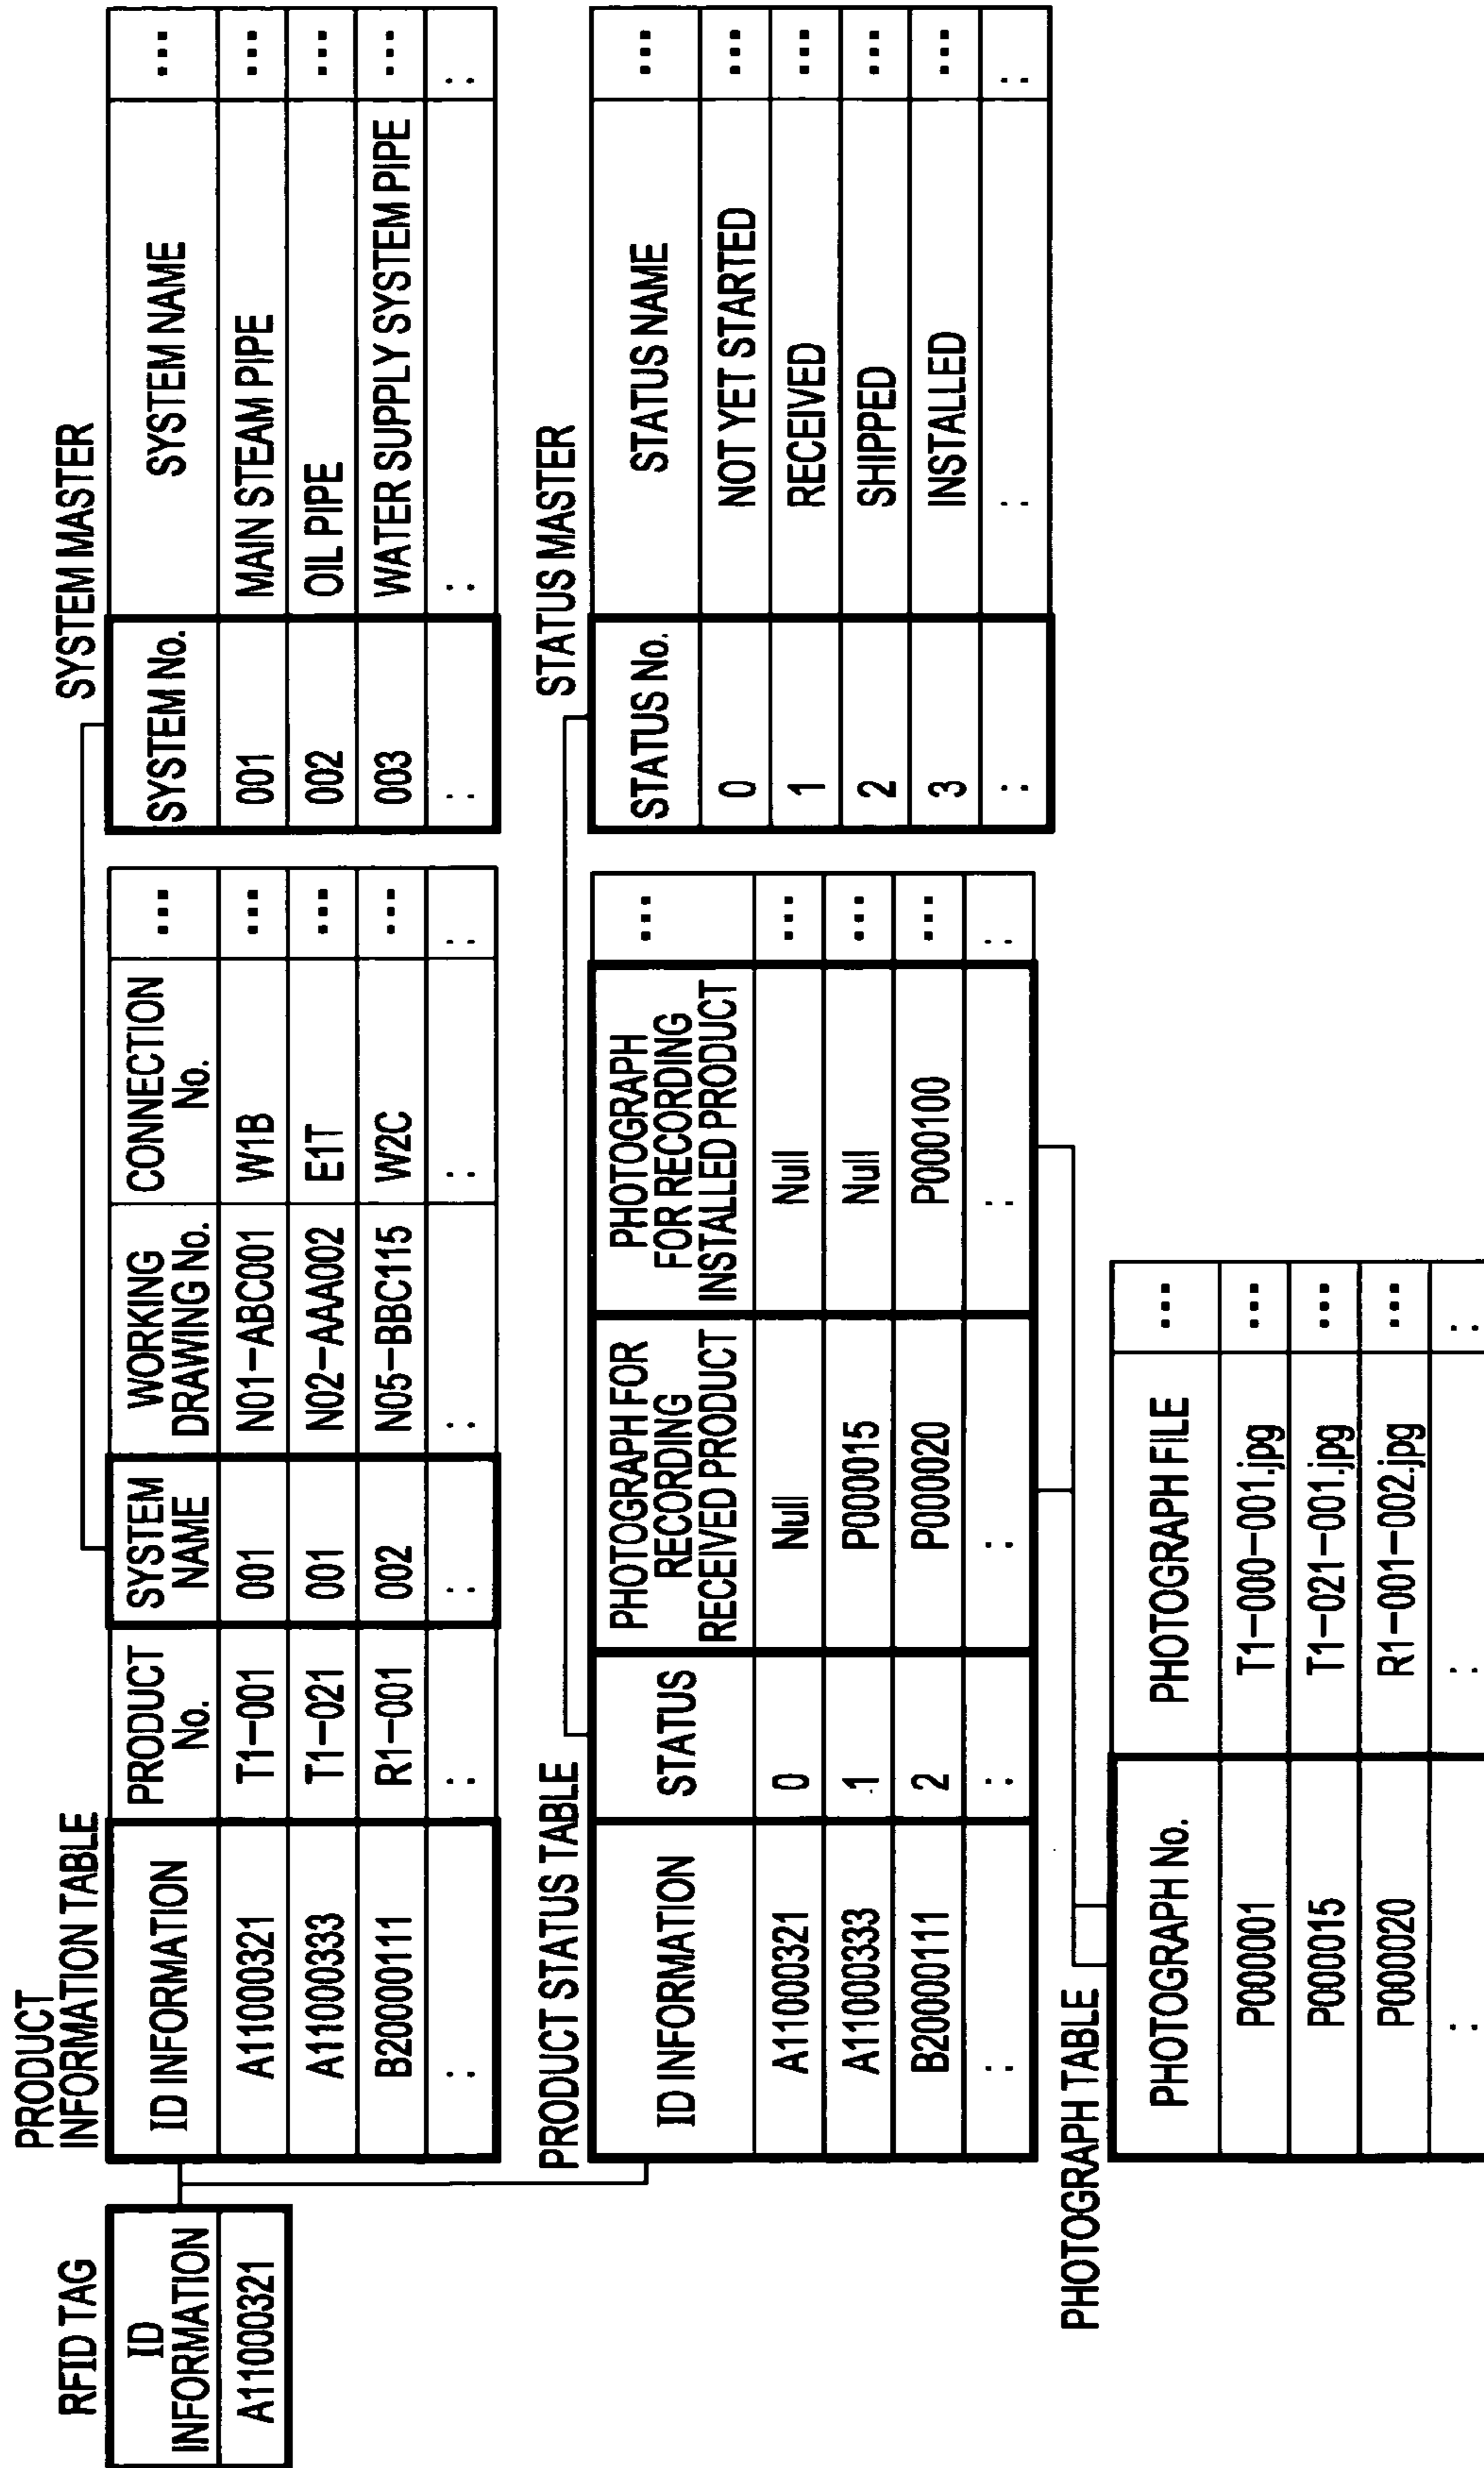 RFID TAG
ID
INFORMATION
A11000321
PRODUCT
INFORMATION TABLE
ID INFORMATION
PRODUCT
No.
SYSTEM
NAME
WORKING
DRAWING No.
CONNECTION
No.
...
A11000321
T1-001
001
N01-ABC001
W1B
...
A11000333
T1-021
001
N02-AAA002
E1T
...
B20000111
R1-001
002
N05-BBC115
W2C
...
:
:
:
:
:
:
SYSTEM MASTER
SYSTEM No.
SYSTEM NAME
...
001
MAIN STEAM PIPE
...
002
OIL PIPE
...
003
WATER SUPPLY SYSTEM PIPE
...
:
:
:
PRODUCT STATUS TABLE
ID INFORMATION
STATUS
PHOTOGRAPH FOR
RECORDING
RECEIVED PRODUCT
PHOTOGRAPH
FOR RECORDING
INSTALLED PRODUCT
...
A11000321
0
Null
Null
...
A11000333
1
P000015
Null
...
B20000111
2
P000020
P000100
...
:
:
:
:
:
STATUS MASTER
STATUS No.
STATUS NAME
...
0
NOT YET STARTED
...
1
RECEIVED
...
2
SHIPPED
...
3
INSTALLED
...
:
:
:
PHOTOGRAPH TABLE
PHOTOGRAPH No.
PHOTOGRAPH FILE
...
P000001
T1-000-001.jpg
...
P000015
T1-021-001.jpg
...
P000020
R1-001-002.jpg
...
:
:
: